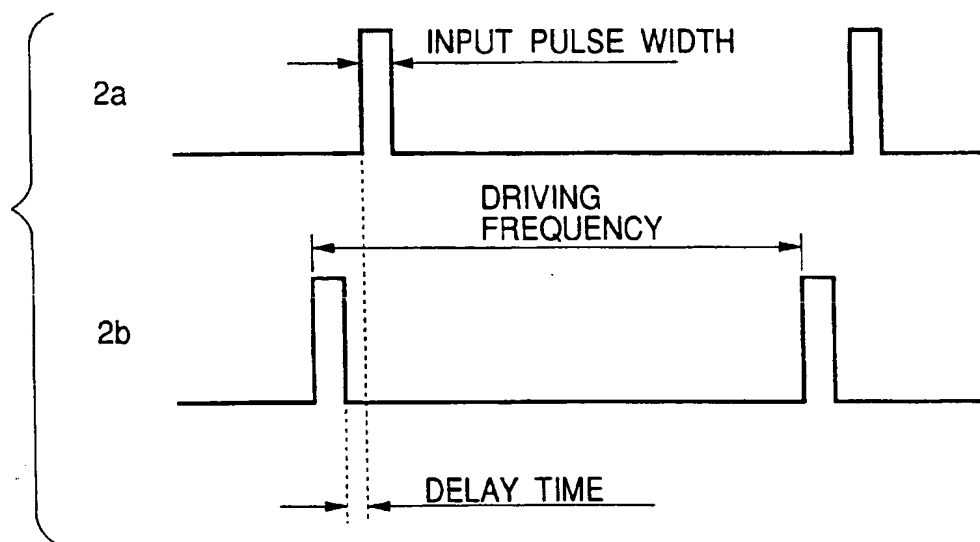 INPUT PULSE WIDTH
2a
DRIVING
FREQUENCY
2b
DELAY TIME